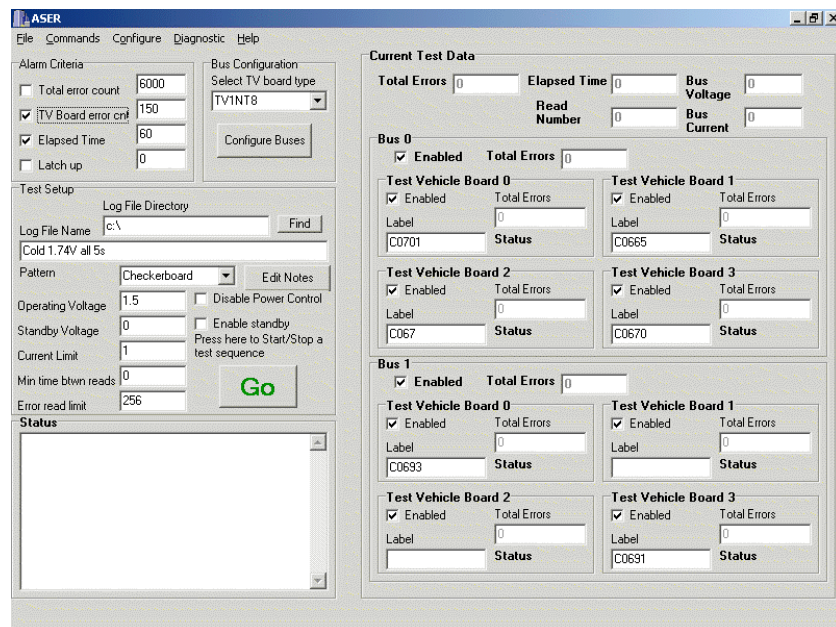 ASER
File Commands Configure Diagnostic Help
Alarm Criteria
Total error count 6000
TV Board error cnt 150
Elapsed Time 60
Latch up 0
Bus Configuration
Select TV board type
TV1NT8
Configure Buses
Test Setup
Log File Directory
Log File Name c:\ Find
Cold 1.74V all 5s
Pattern Checkerboard Edit Notes
Operating Voltage 1.5 Disable Power Control
Standby Voltage 0 Enable standby
Current Limit 1
Press here to Start/Stop a
test sequence
Min time btwn reads 0
Go
Error read limit 256
Status
Current Test Data
Total Errors 0 Elapsed Time 0 Bus Voltage 0
Read Number 0 Bus Current 0
Bus 0
Enabled Total Errors 0
Test Vehicle Board 0
Enabled Total Errors
0
Label
C0701 Status
Test Vehicle Board 1
Enabled Total Errors
0
Label
C0665 Status
Test Vehicle Board 2
Enabled Total Errors
0
Label
C067 Status
Test Vehicle Board 3
Enabled Total Errors
0
Label
C0670 Status
Bus 1
Enabled Total Errors 0
Test Vehicle Board 0
Enabled Total Errors
0
Label
C0693 Status
Test Vehicle Board 1
Enabled Total Errors
0
Label
Status
Test Vehicle Board 2
Enabled Total Errors
0
Label
Status
Test Vehicle Board 3
Enabled Total Errors
0
Label
C0691 Status